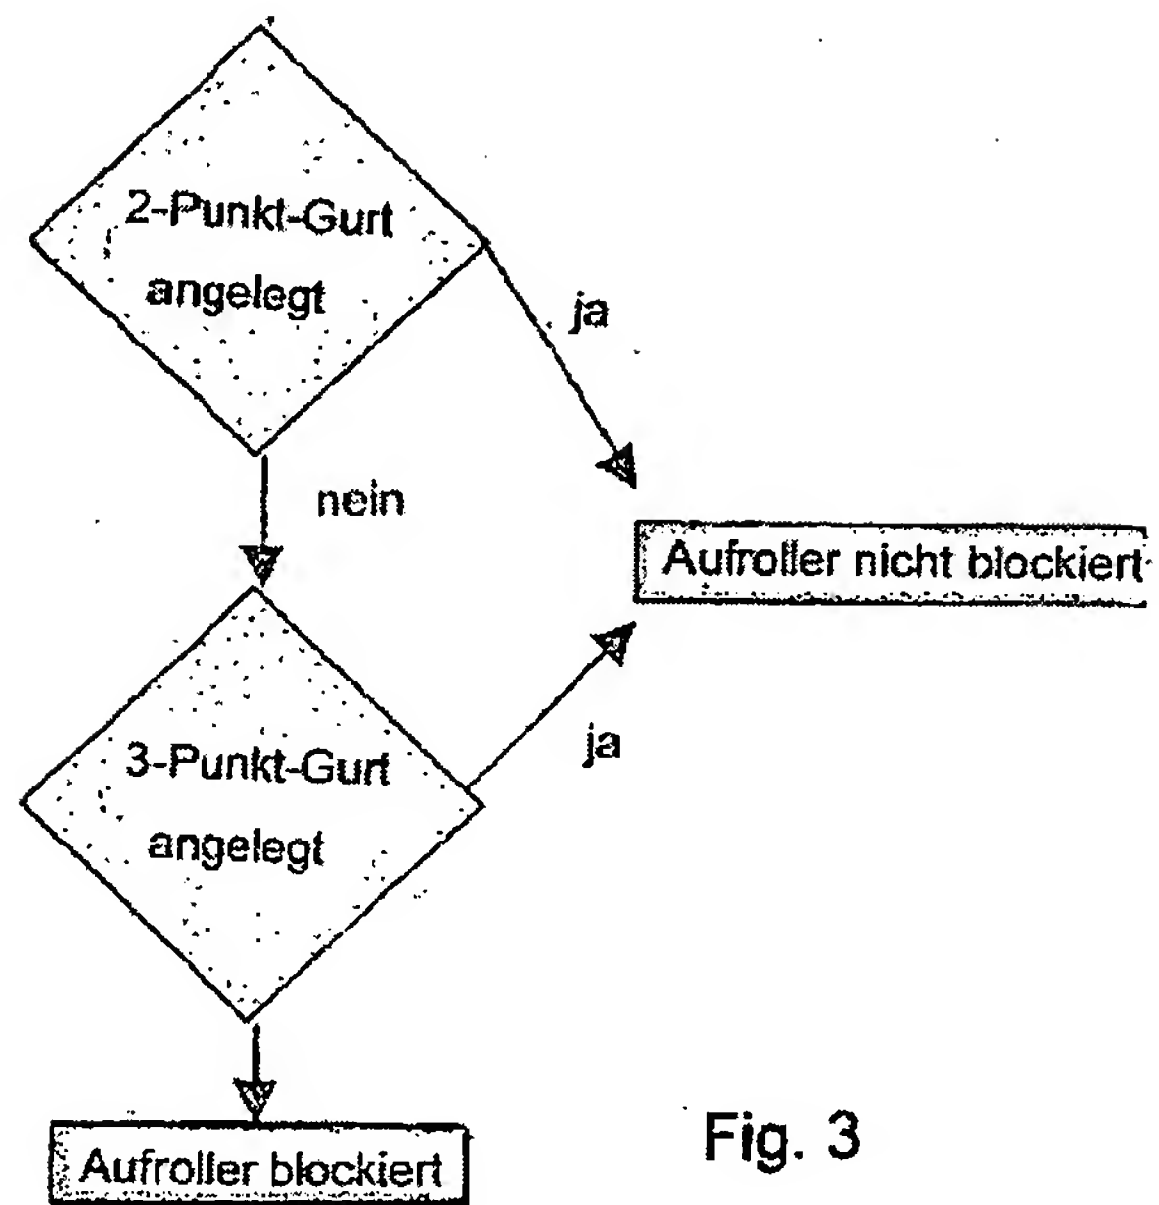 2-Punkt-Gurt
angelegt
ja
nein
Aufroller nicht blockiert
3-Punkt-Gurt
angelegt
ja
Aufroller blockiert
Fig. 3